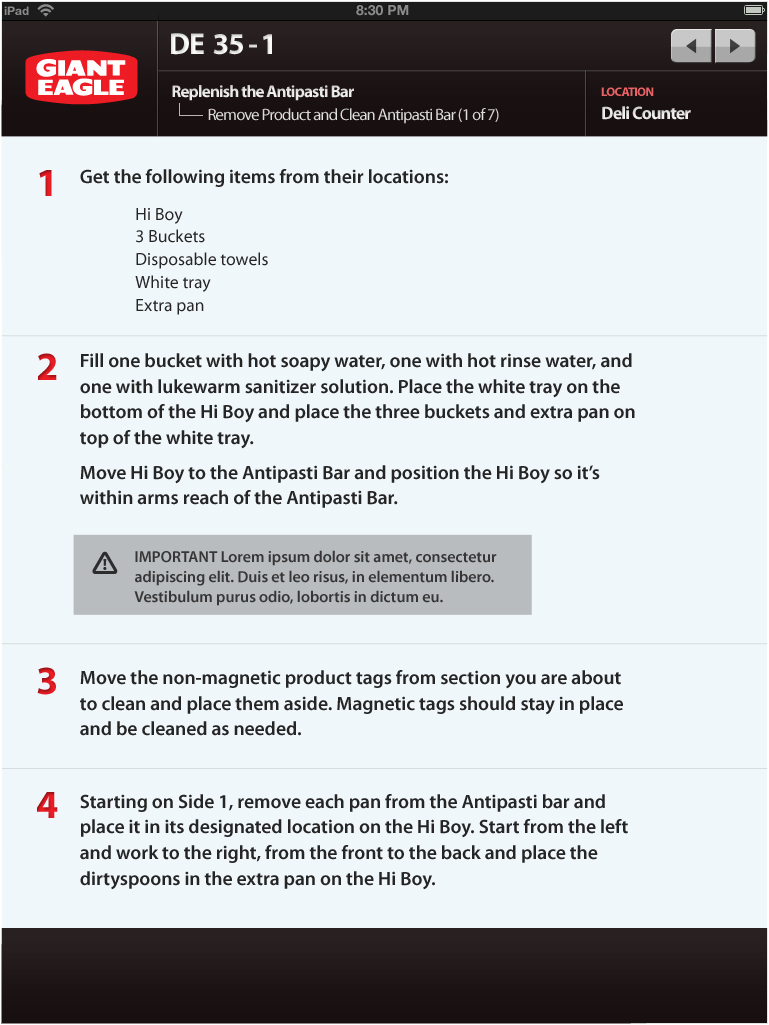 iPad
8:30 PM
GIANT
EAGLE
DE 35-1
Replenish the Antipasti Bar
Remove Product and Clean Antipasti Bar (1 of 7)
LOCATION
Deli Counter
1
Get the following items from their locations:
Hi Boy
3 Buckets
Disposable towels
White tray
Extra pan
2
Fill one bucket with hot soapy water, one with hot rinse water, and
one with lukewarm sanitizer solution. Place the white tray on the
bottom of the Hi Boy and place the three buckets and extra pan on
top of the white tray.
Move Hi Boy to the Antipasti Bar and position the Hi Boy so it's
within arms reach of the Antipasti Bar.
IMPORTANT Lorem ipsum dolor sit amet, consectetur
adipiscing elit. Duis et leo risus, in elementum libero.
Vestibulum purus odio, lobortis in dictum eu.
3
Move the non-magnetic product tags from section you are about
to clean and place them aside. Magnetic tags should stay in place
and be cleaned as needed.
4
Starting on Side 1, remove each pan from the Antipasti bar and
place it in its designated location on the Hi Boy. Start from the left
and work to the right, from the front to the back and place the
dirtyspoons in the extra pan on the Hi Boy.